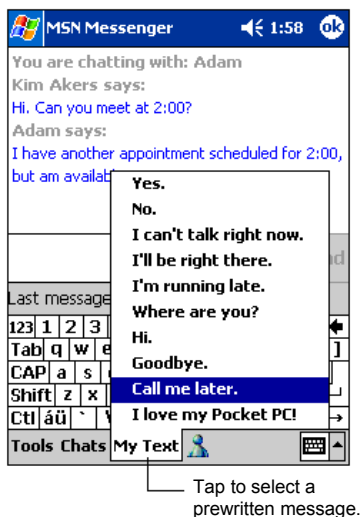 MSN Messenger 1:58 ok
You are chatting with: Adam
Kim Akers says:
Hi. Can you meet at 2:00?
Adam says:
I have another appointment scheduled for 2:00,
but am
Yes.
No.
I can't talk right now.
I'll be right there.
I'm running late.
Where are you?
Hi.
Goodbye.
Call me later.
I love my Pocket PC!
Last message
123 1 2 3
Tab q w e ]
CAP a s
Shift z x
Ctl áü `
Tools Chats My Text
Tap to select a
prewritten message.